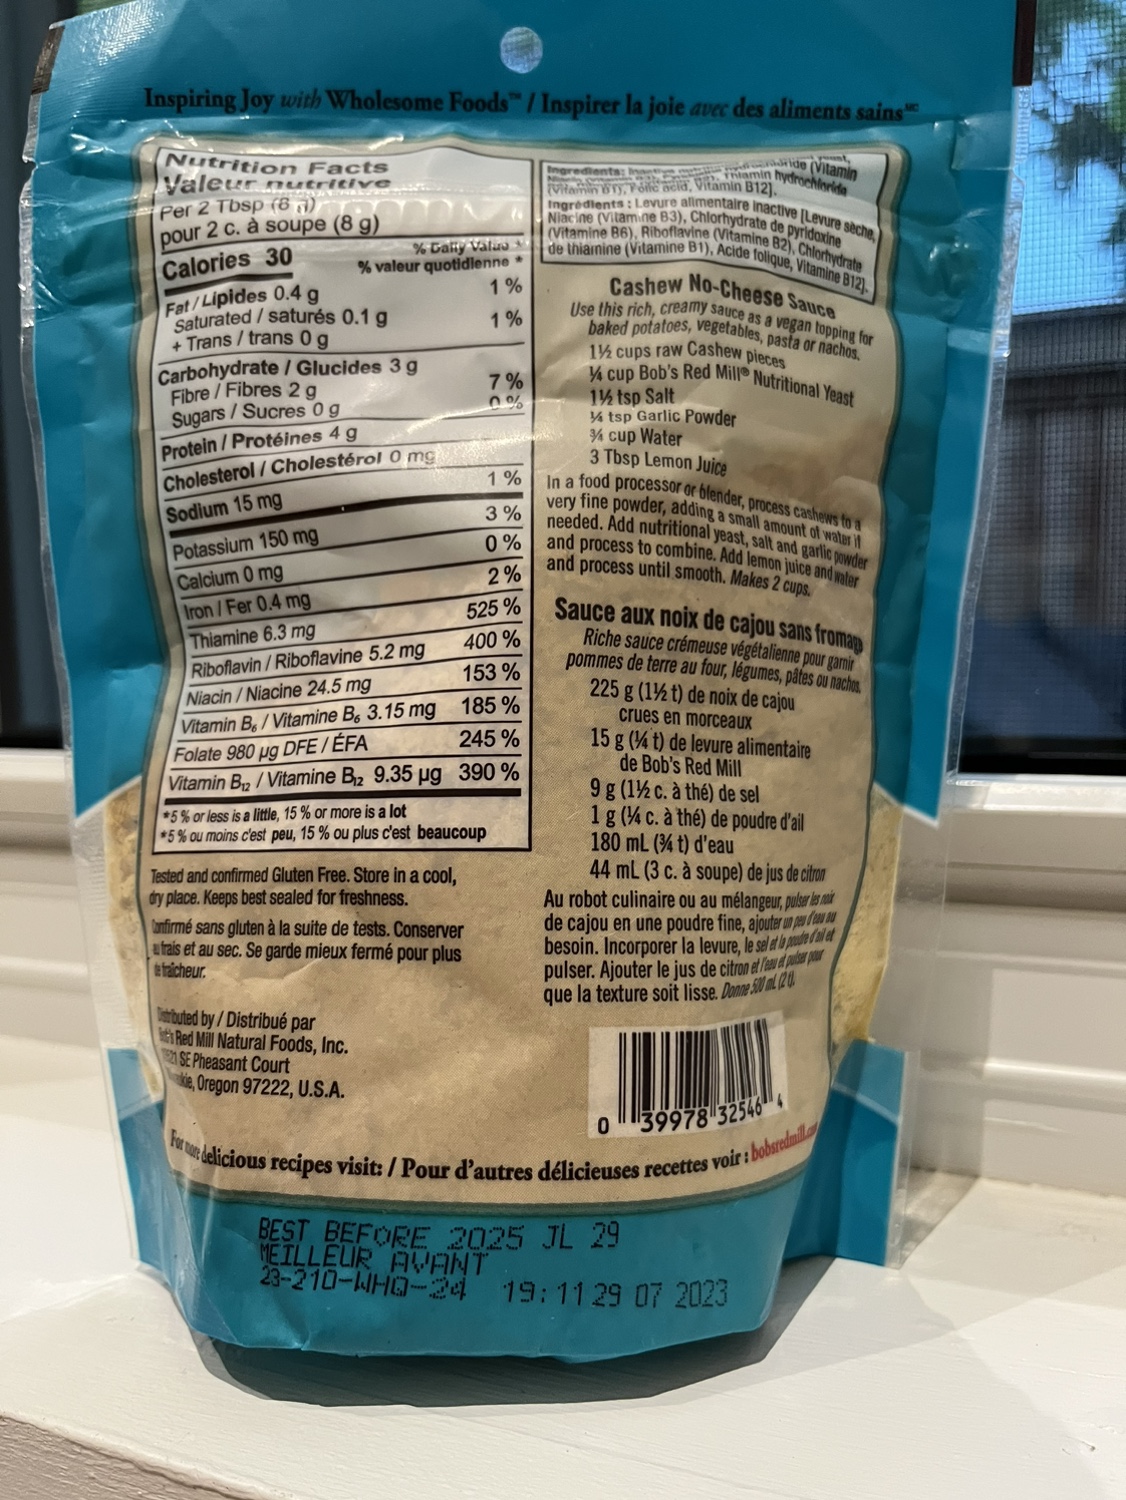 Inspiring Joy with Wholesome Foods™ / Inspirer la joie avec des aliments sains MC
Nutrition Facts
Valeur nutritive
Per 2 Tbsp (8 g)
pour 2 c. à soupe (8 g)
Calories 30
% Daily Value *
% valeur quotidienne *
Fat / Lipides 0.4 g 1 %
Saturated / saturés 0.1 g
+ Trans / trans 0 g 1 %
Carbohydrate / Glucides 3 g
Fibre / Fibres 2 g 7 %
Sugars / Sucres 0 g 0 %
Protein / Protéines 4 g
Cholesterol / Cholestérol 0 mg
Sodium 15 mg 1 %
Potassium 150 mg 3 %
Calcium 0 mg 0 %
Iron / Fer 0.4 mg 2 %
Thiamine 6.3 mg 525 %
Riboflavin / Riboflavine 5.2 mg 400 %
Niacin / Niacine 24.5 mg 153 %
Vitamin B6 / Vitamine B6 3.15 mg 185 %
Folate 980 µg DFE / ÉFA 245 %
Vitamin B12 / Vitamine B12 9.35 µg 390 %
*5 % or less is a little, 15 % or more is a lot
*5 % ou moins c'est peu, 15 % ou plus c'est beaucoup
Tested and confirmed Gluten Free. Store in a cool,
dry place. Keeps best sealed for freshness.
Confirmé sans gluten à la suite de tests. Conserver
au frais et au sec. Se garde mieux fermé pour plus
de fraîcheur.
Distributed by / Distribué par
Bob's Red Mill Natural Foods, Inc.
SE Pheasant Court
Oregon 97222, U.S.A.
Ingredients: (Vitamin
Thiamin hydrochloride
(Vitamin B1), Folic acid, Vitamin B12].
Ingrédients : Levure alimentaire inactive [Levure sèche,
Niacine (Vitamine B3), Chlorhydrate de pyridoxine
(Vitamine B6), Riboflavine (Vitamine B2), Chlorhydrate
de thiamine (Vitamine B1), Acide folique, Vitamine B12].
Cashew No-Cheese Sauce
Use this rich, creamy sauce as a vegan topping for
baked potatoes, vegetables, pasta or nachos.
1½ cups raw Cashew pieces
¼ cup Bob's Red Mill® Nutritional Yeast
1½ tsp Salt
¼ tsp Garlic Powder
¾ cup Water
3 Tbsp Lemon Juice
In a food processor or blender, process cashews to a
very fine powder, adding a small amount of water if
needed. Add nutritional yeast, salt and garlic powder
and process to combine. Add lemon juice and water
and process until smooth. Makes 2 cups.
Sauce aux noix de cajou sans fromage
Riche sauce crémeuse végétalienne pour garnir
pommes de terre au four, légumes, pâtes ou nachos.
225 g (1½ t) de noix de cajou
crues en morceaux
15 g (¼ t) de levure alimentaire
de Bob's Red Mill
9 g (1½ c. à thé) de sel
1 g (¼ c. à thé) de poudre d'ail
180 mL (¾ t) d'eau
44 mL (3 c. à soupe) de jus de citron
Au robot culinaire ou au mélangeur, pulser les noix
de cajou en une poudre fine, ajouter un peu d'eau au
besoin. Incorporer la levure, le sel et la poudre d'ail et
pulser. Ajouter le jus de citron et l'eau et pulser pour
que la texture soit lisse. Donne 500 mL (2 t).
0 39978 32546 4
For more delicious recipes visit: / Pour d'autres délicieuses recettes voir : bobsredmill.com
BEST BEFORE 2025 JL 29
MEILLEUR AVANT
23-210-WHQ-24 19:11 29 07 2023